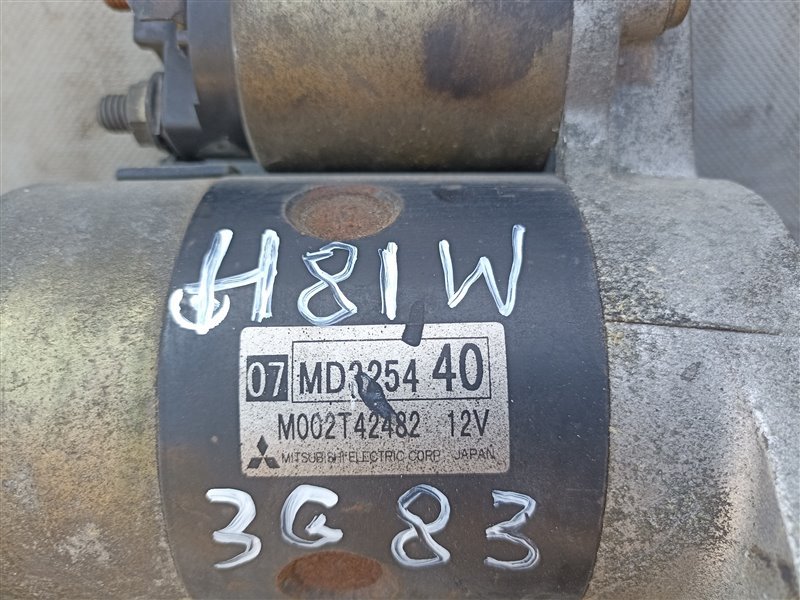 H81W
07 MD3254 40
M002T42482 12V
MITSUBISHI ELECTRIC CORP. JAPAN
3G83